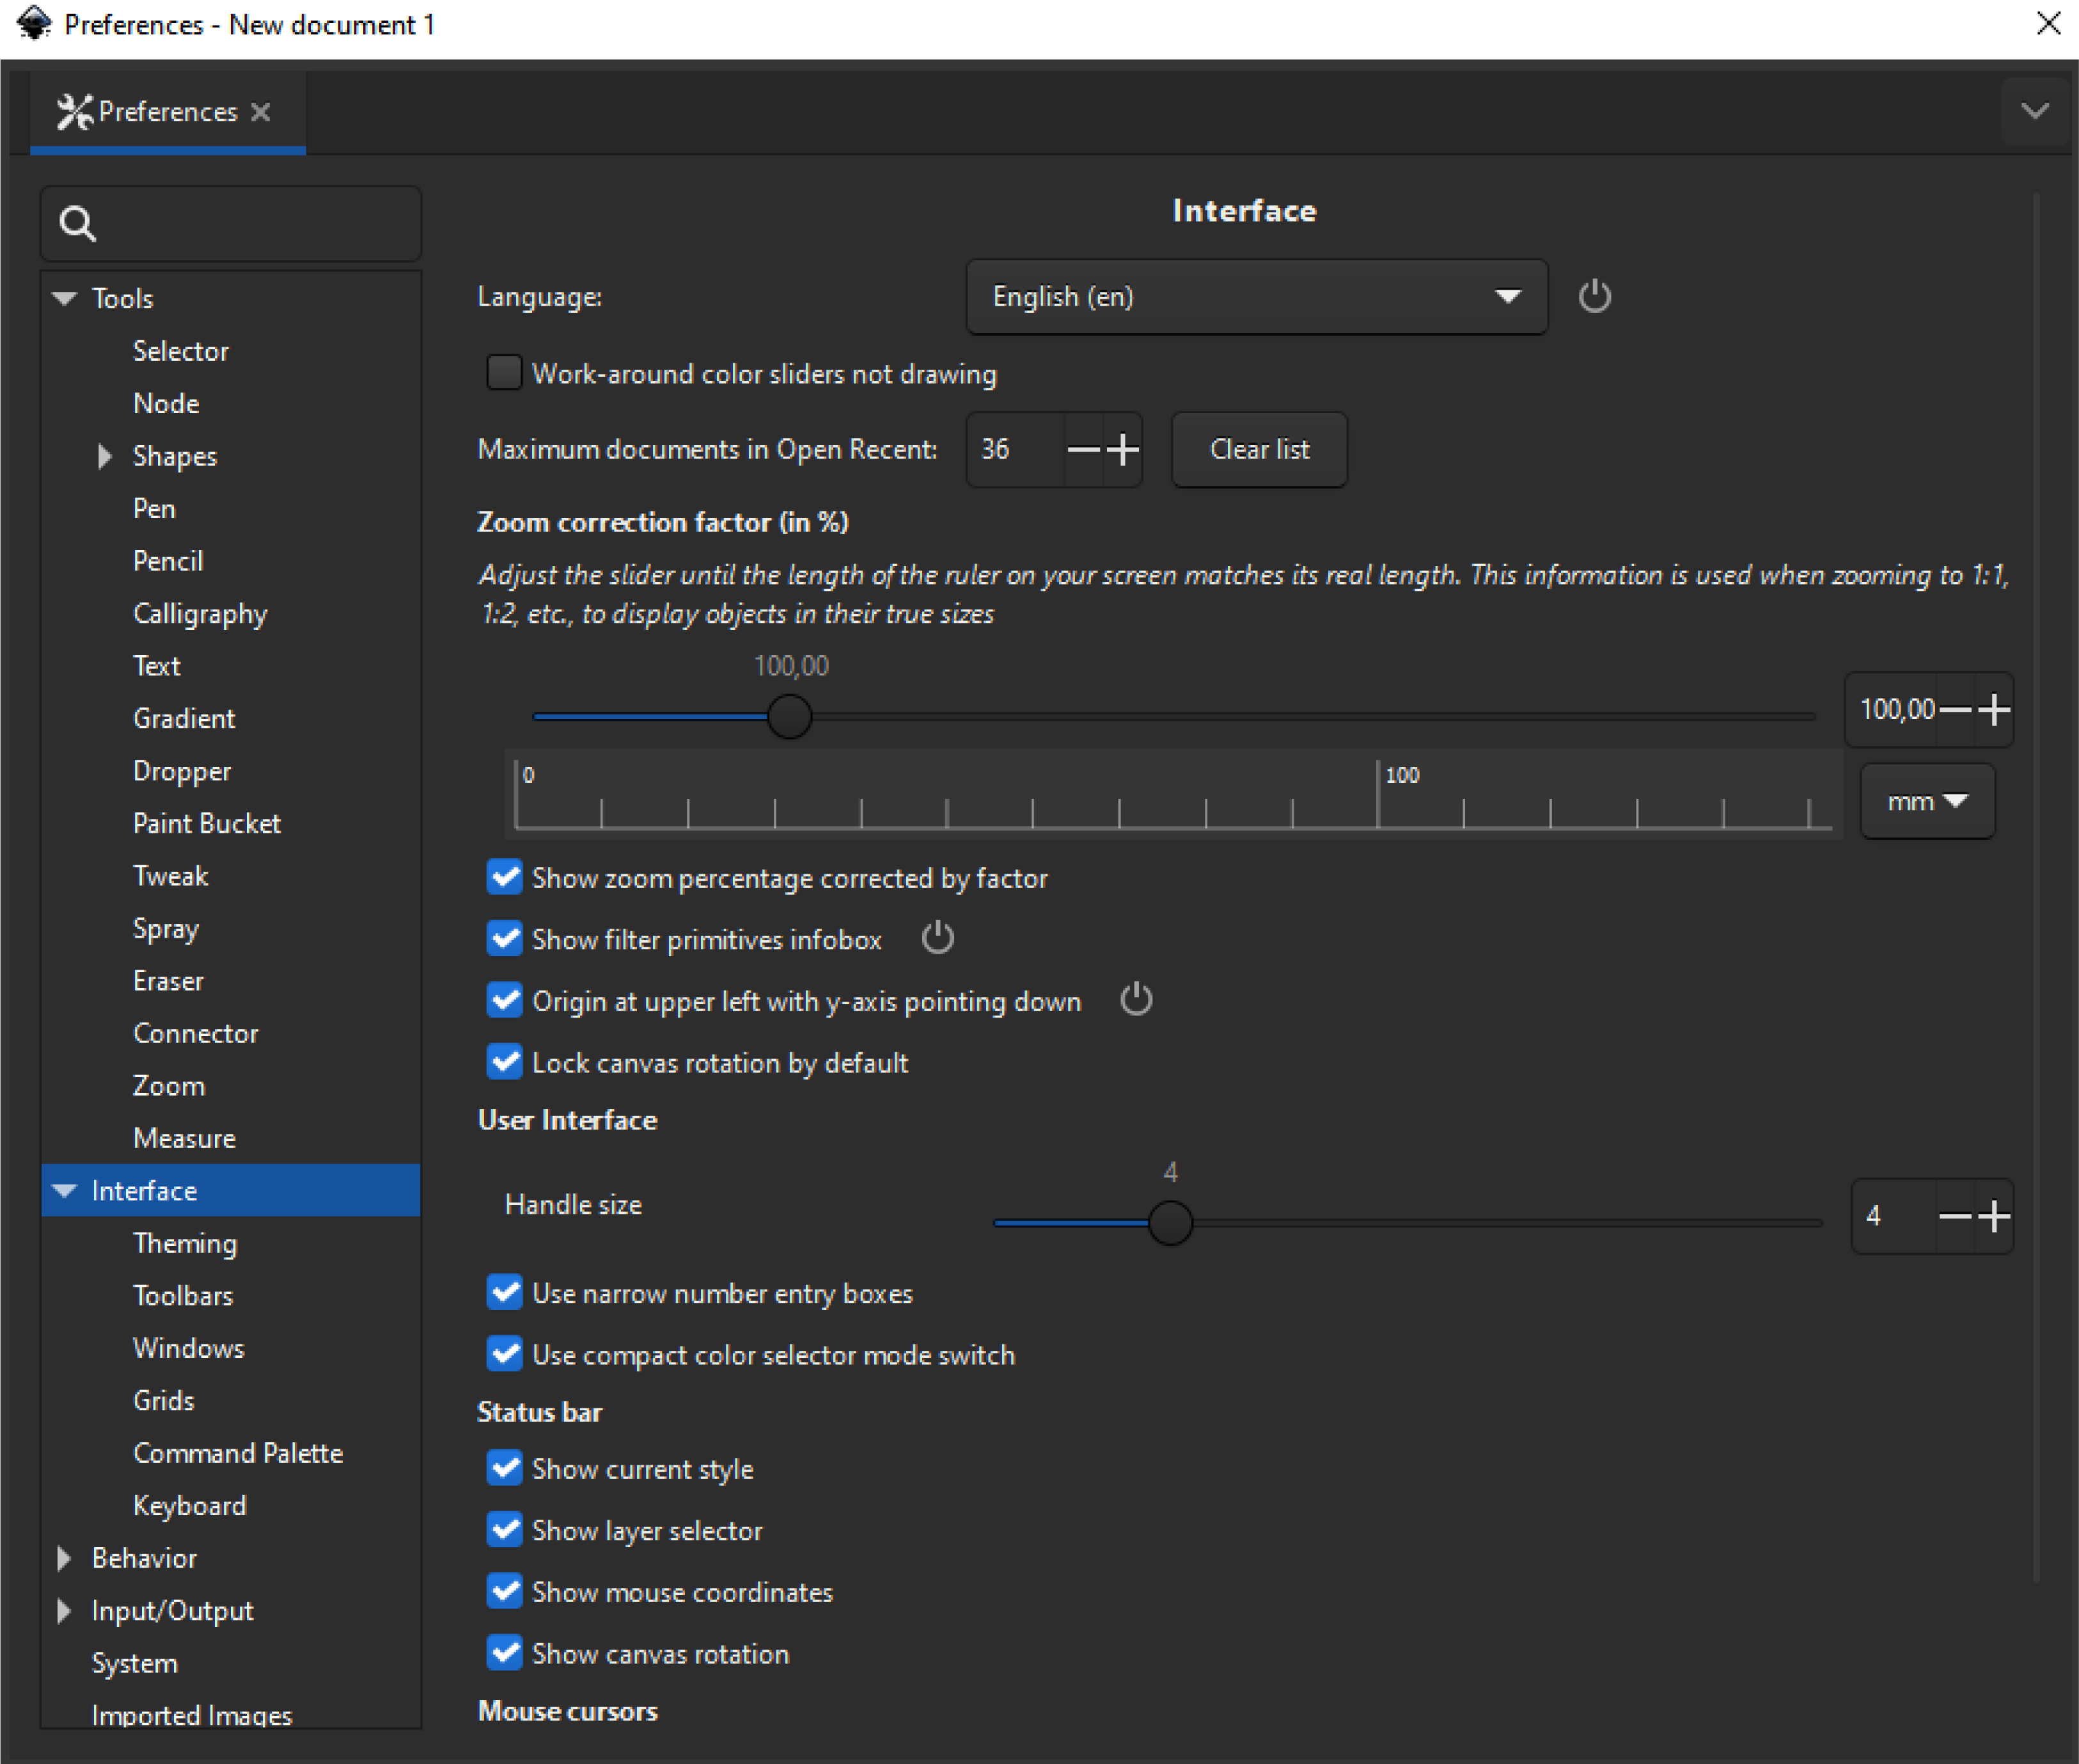 Preferences - New document 1
Preferences
Tools
Selector
Node
Shapes
Pen
Pencil
Calligraphy
Text
Gradient
Dropper
Paint Bucket
Tweak
Spray
Eraser
Connector
Zoom
Measure
Interface
Theming
Toolbars
Windows
Grids
Command Palette
Keyboard
Behavior
Input/Output
System
Imported Images
Interface
Language: English (en)
Work-around color sliders not drawing
Maximum documents in Open Recent: 36 Clear list
Zoom correction factor (in %)
Adjust the slider until the length of the ruler on your screen matches its real length. This information is used when zooming to 1:1,
1:2, etc., to display objects in their true sizes
100,00
100,00
0 100
mm
Show zoom percentage corrected by factor
Show filter primitives infobox
Origin at upper left with y-axis pointing down
Lock canvas rotation by default
User Interface
4
Handle size 4
Use narrow number entry boxes
Use compact color selector mode switch
Status bar
Show current style
Show layer selector
Show mouse coordinates
Show canvas rotation
Mouse cursors